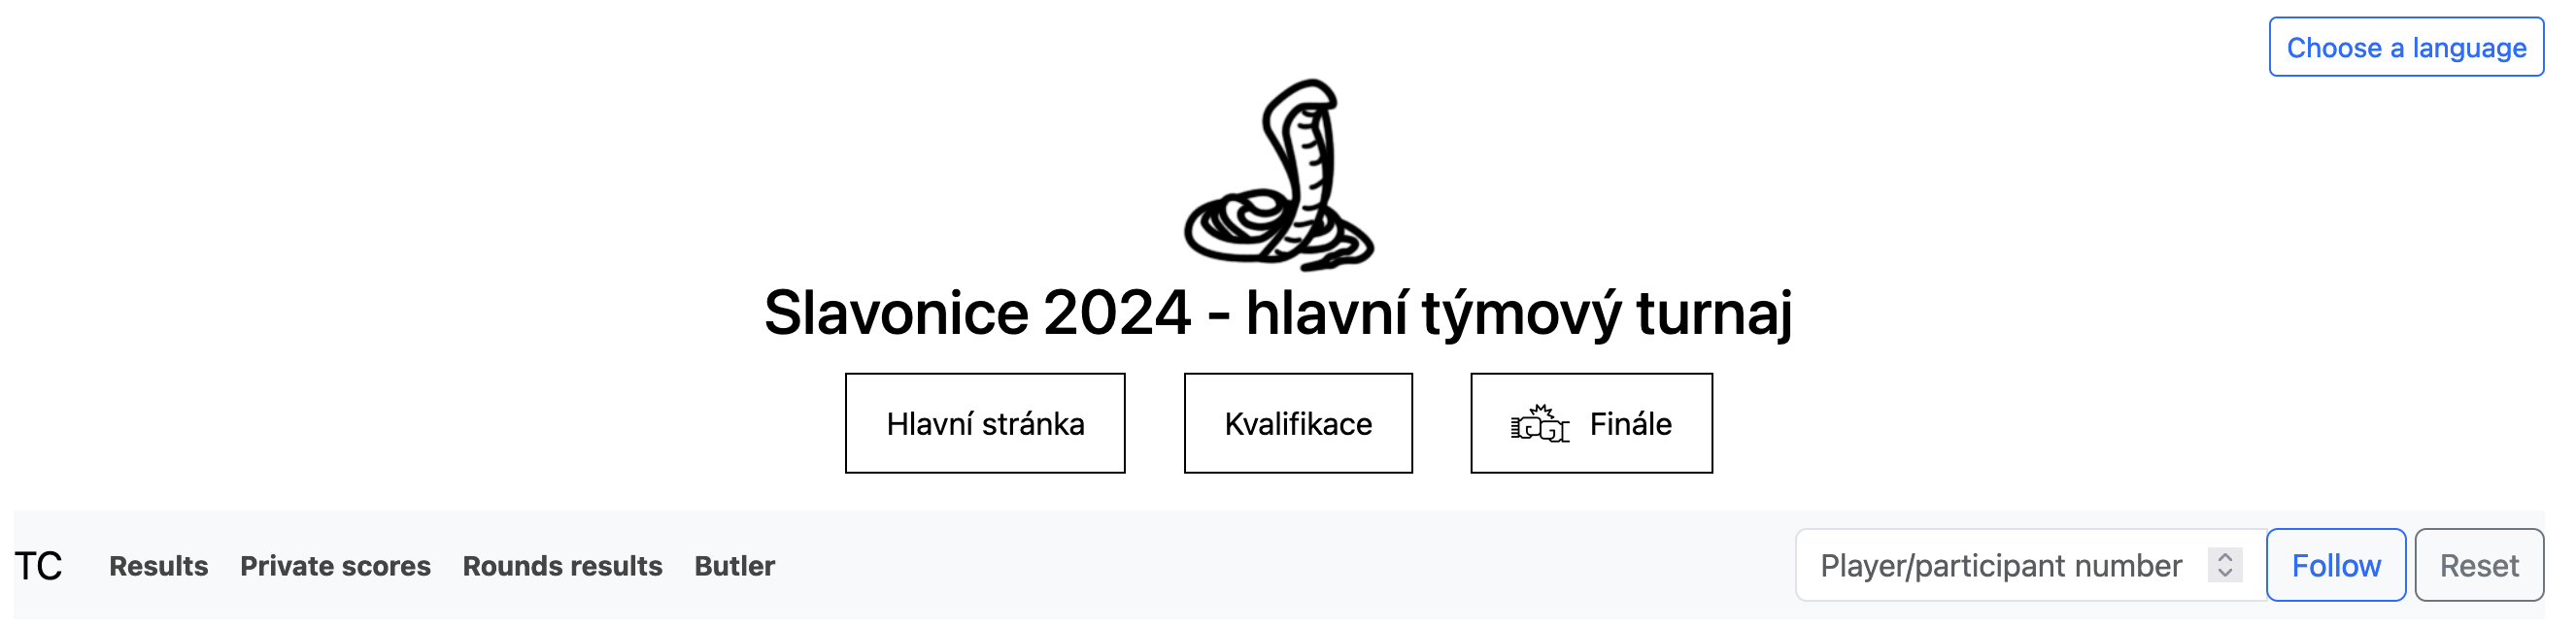 Choose a language
Slavonice 2024 - hlavní týmový turnaj
Hlavní stránka Kvalifikace Finále
TC Results Private scores Rounds results Butler Player/participant number Follow Reset